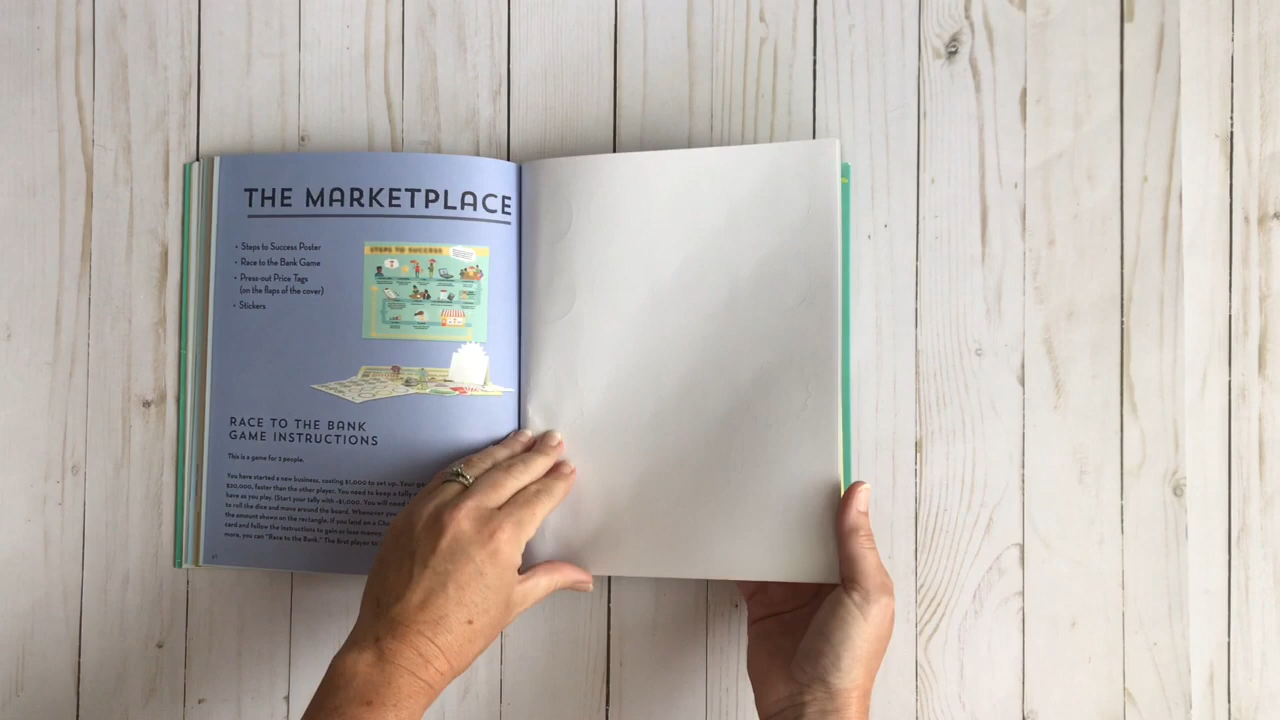 THE MARKETPLACE
• Steps to Success Poster
• Race to the Bank Game
• Press-out Price Tags
(on the flaps of the cover)
• Stickers
STEPS TO SUCCESS
RACE TO THE BANK
GAME INSTRUCTIONS
This is a game for 2 people.
You have started a new business, costing $1,000 to set up. Your
$20,000, faster than the other player. You need to keep a tally
here as you play. (Start your tally with -$1,000. You will need
to roll the dice and move around the board. Whenever you
the amount shown on the rectangle. If you land on a
card and follow the instructions to gain or lose money
more, you can "Race to the Bank." The first player to